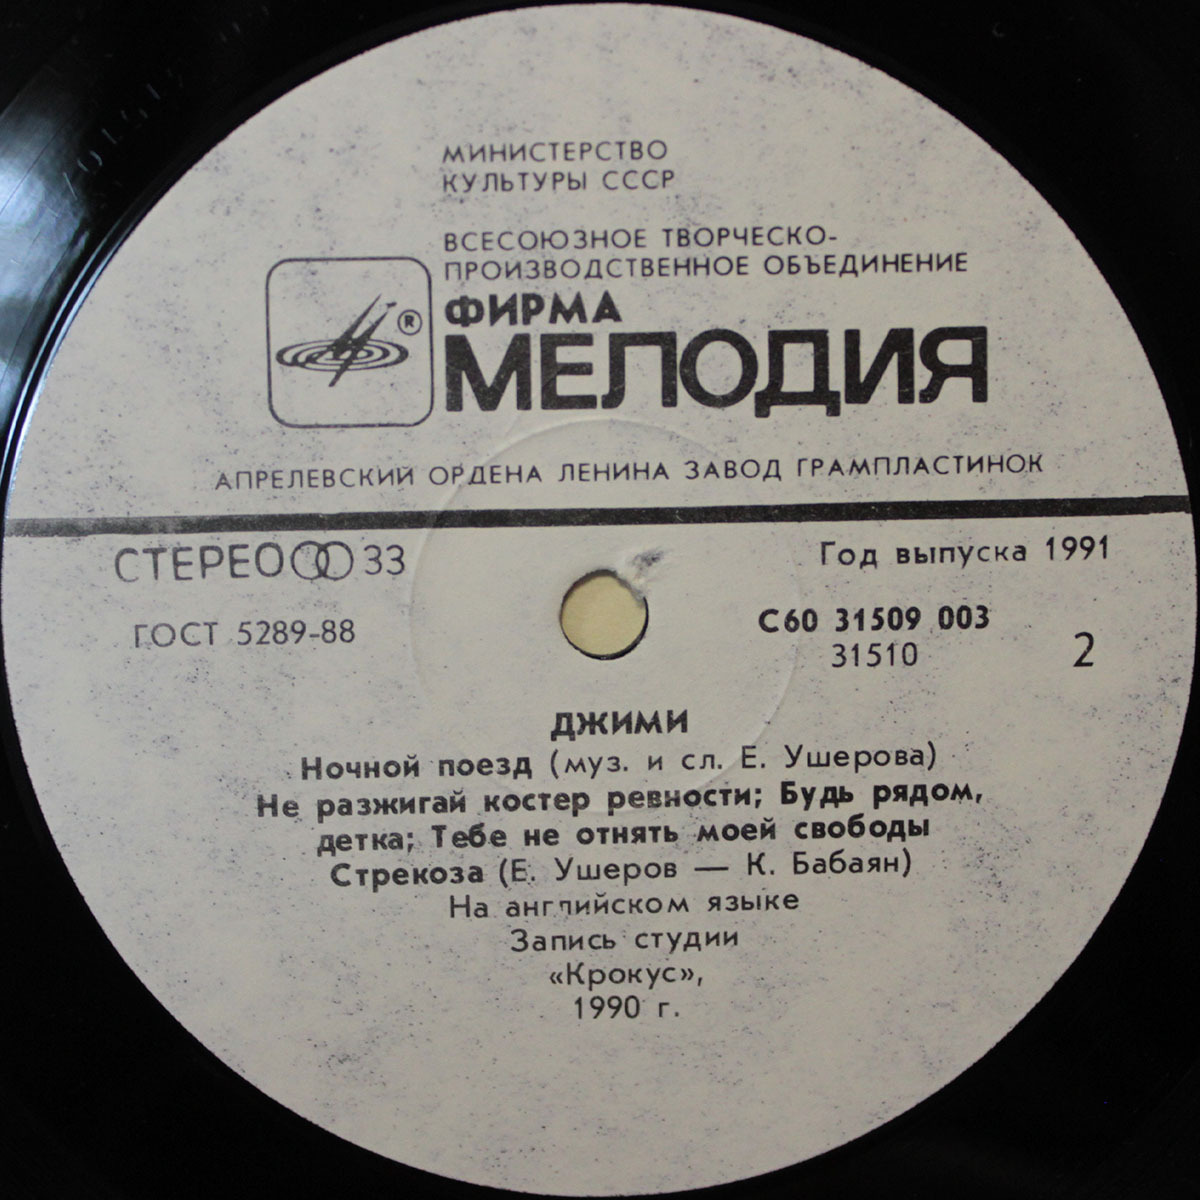 МИНИСТЕРСТВО
КУЛЬТУРЫ СССР
ВСЕСОЮЗНОЕ ТВОРЧЕСКО-
ПРОИЗВОДСТВЕННОЕ ОБЪЕДИНЕНИЕ
ФИРМА
®
МЕЛОДИЯ
АПРЕЛЕВСКИЙ ОРДЕНА ЛЕНИНА ЗАВОД ГРАМПЛАСТИНОК
СТЕРЕО 33
Год выпуска 1991
ГОСТ 5289-88
С60 31509 003
31510
2
ДЖИМИ
Ночной поезд (муз. и сл. Е. Ушерова)
Не разжигай костер ревности; Будь рядом,
детка; Тебе не отнять моей свободы
Стрекоза (Е. Ушеров — К. Бабаян)
На английском языке
Запись студии
«Крокус»,
1990 г.